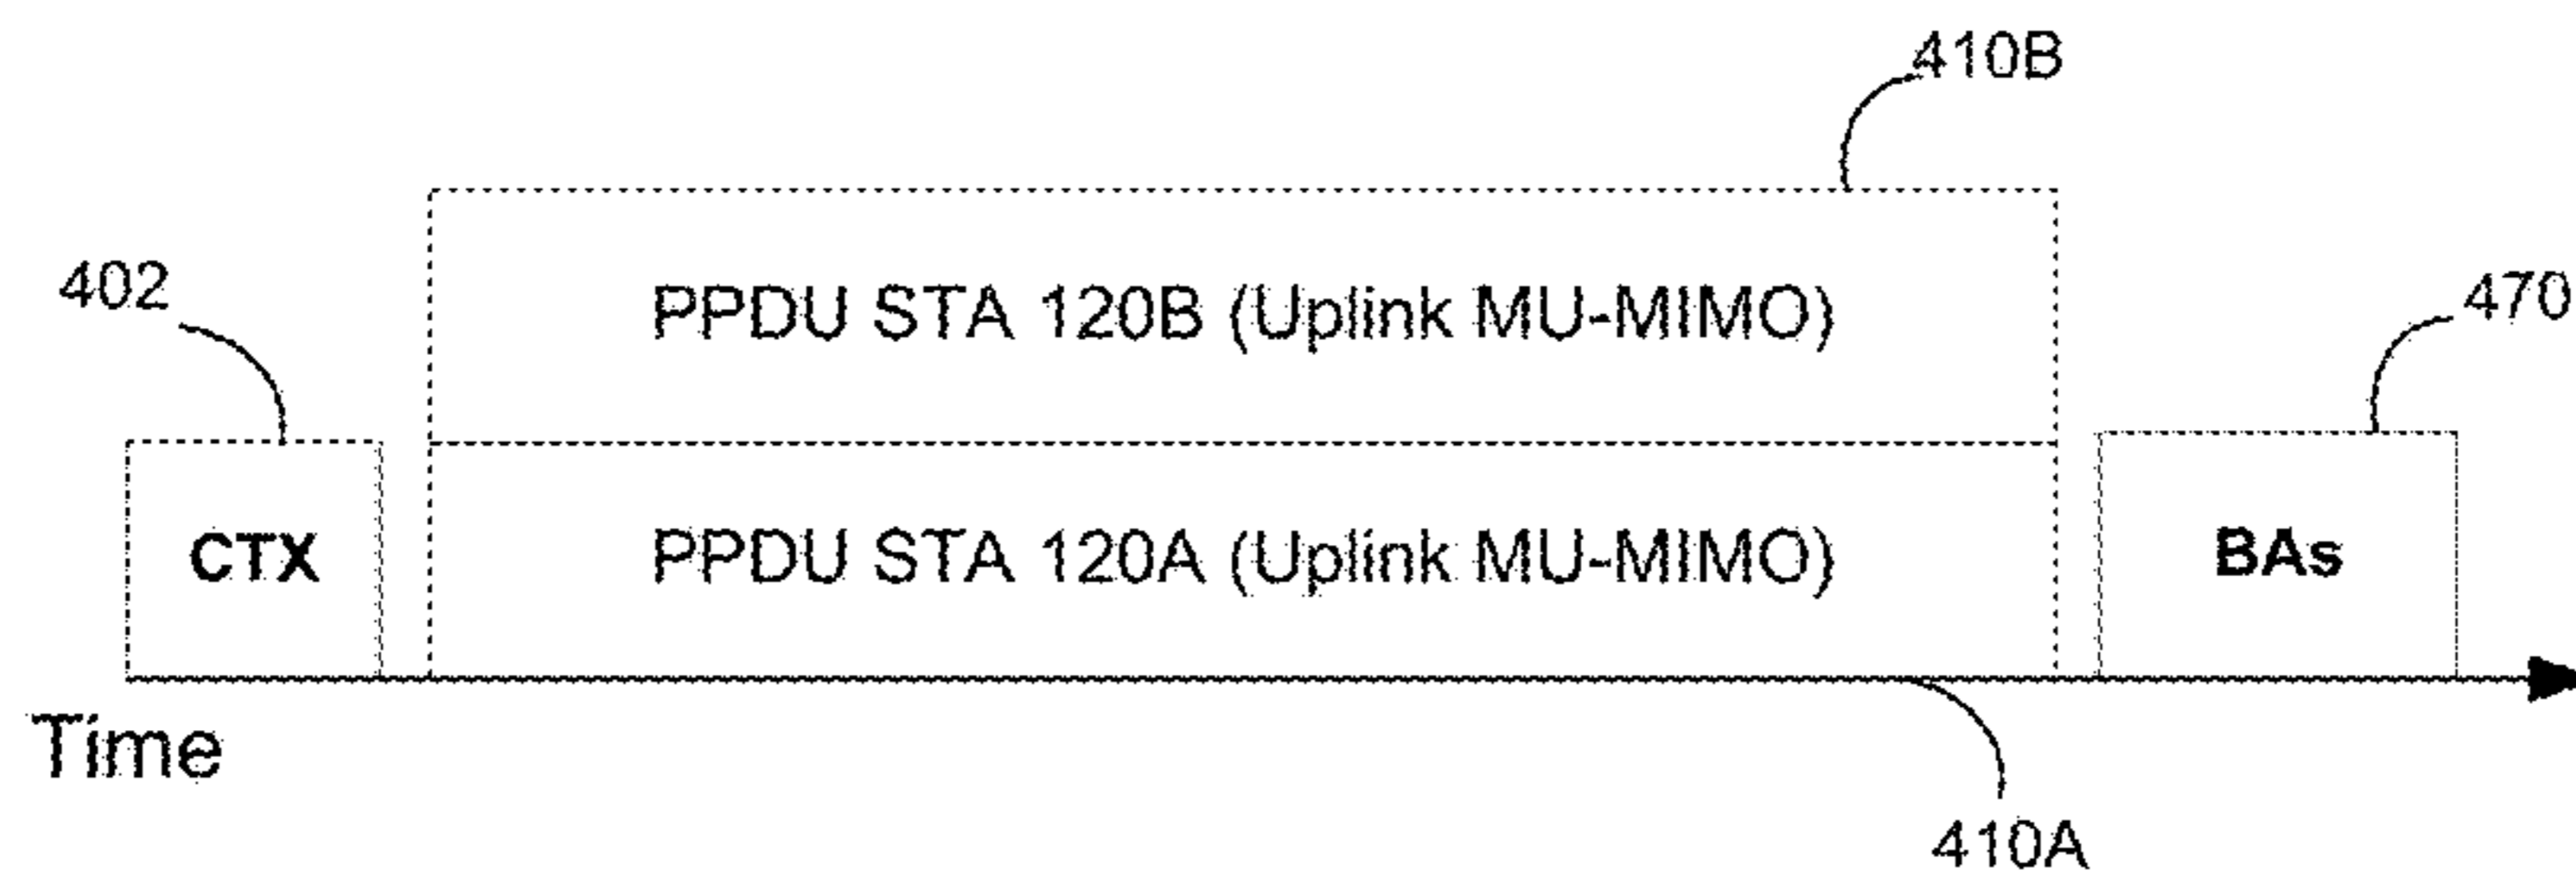 410B
402
PPDU STA 120B (Uplink MU-MIMO)
470
CTX
PPDU STA 120A (Uplink MU-MIMO)
BAs
Time
410A